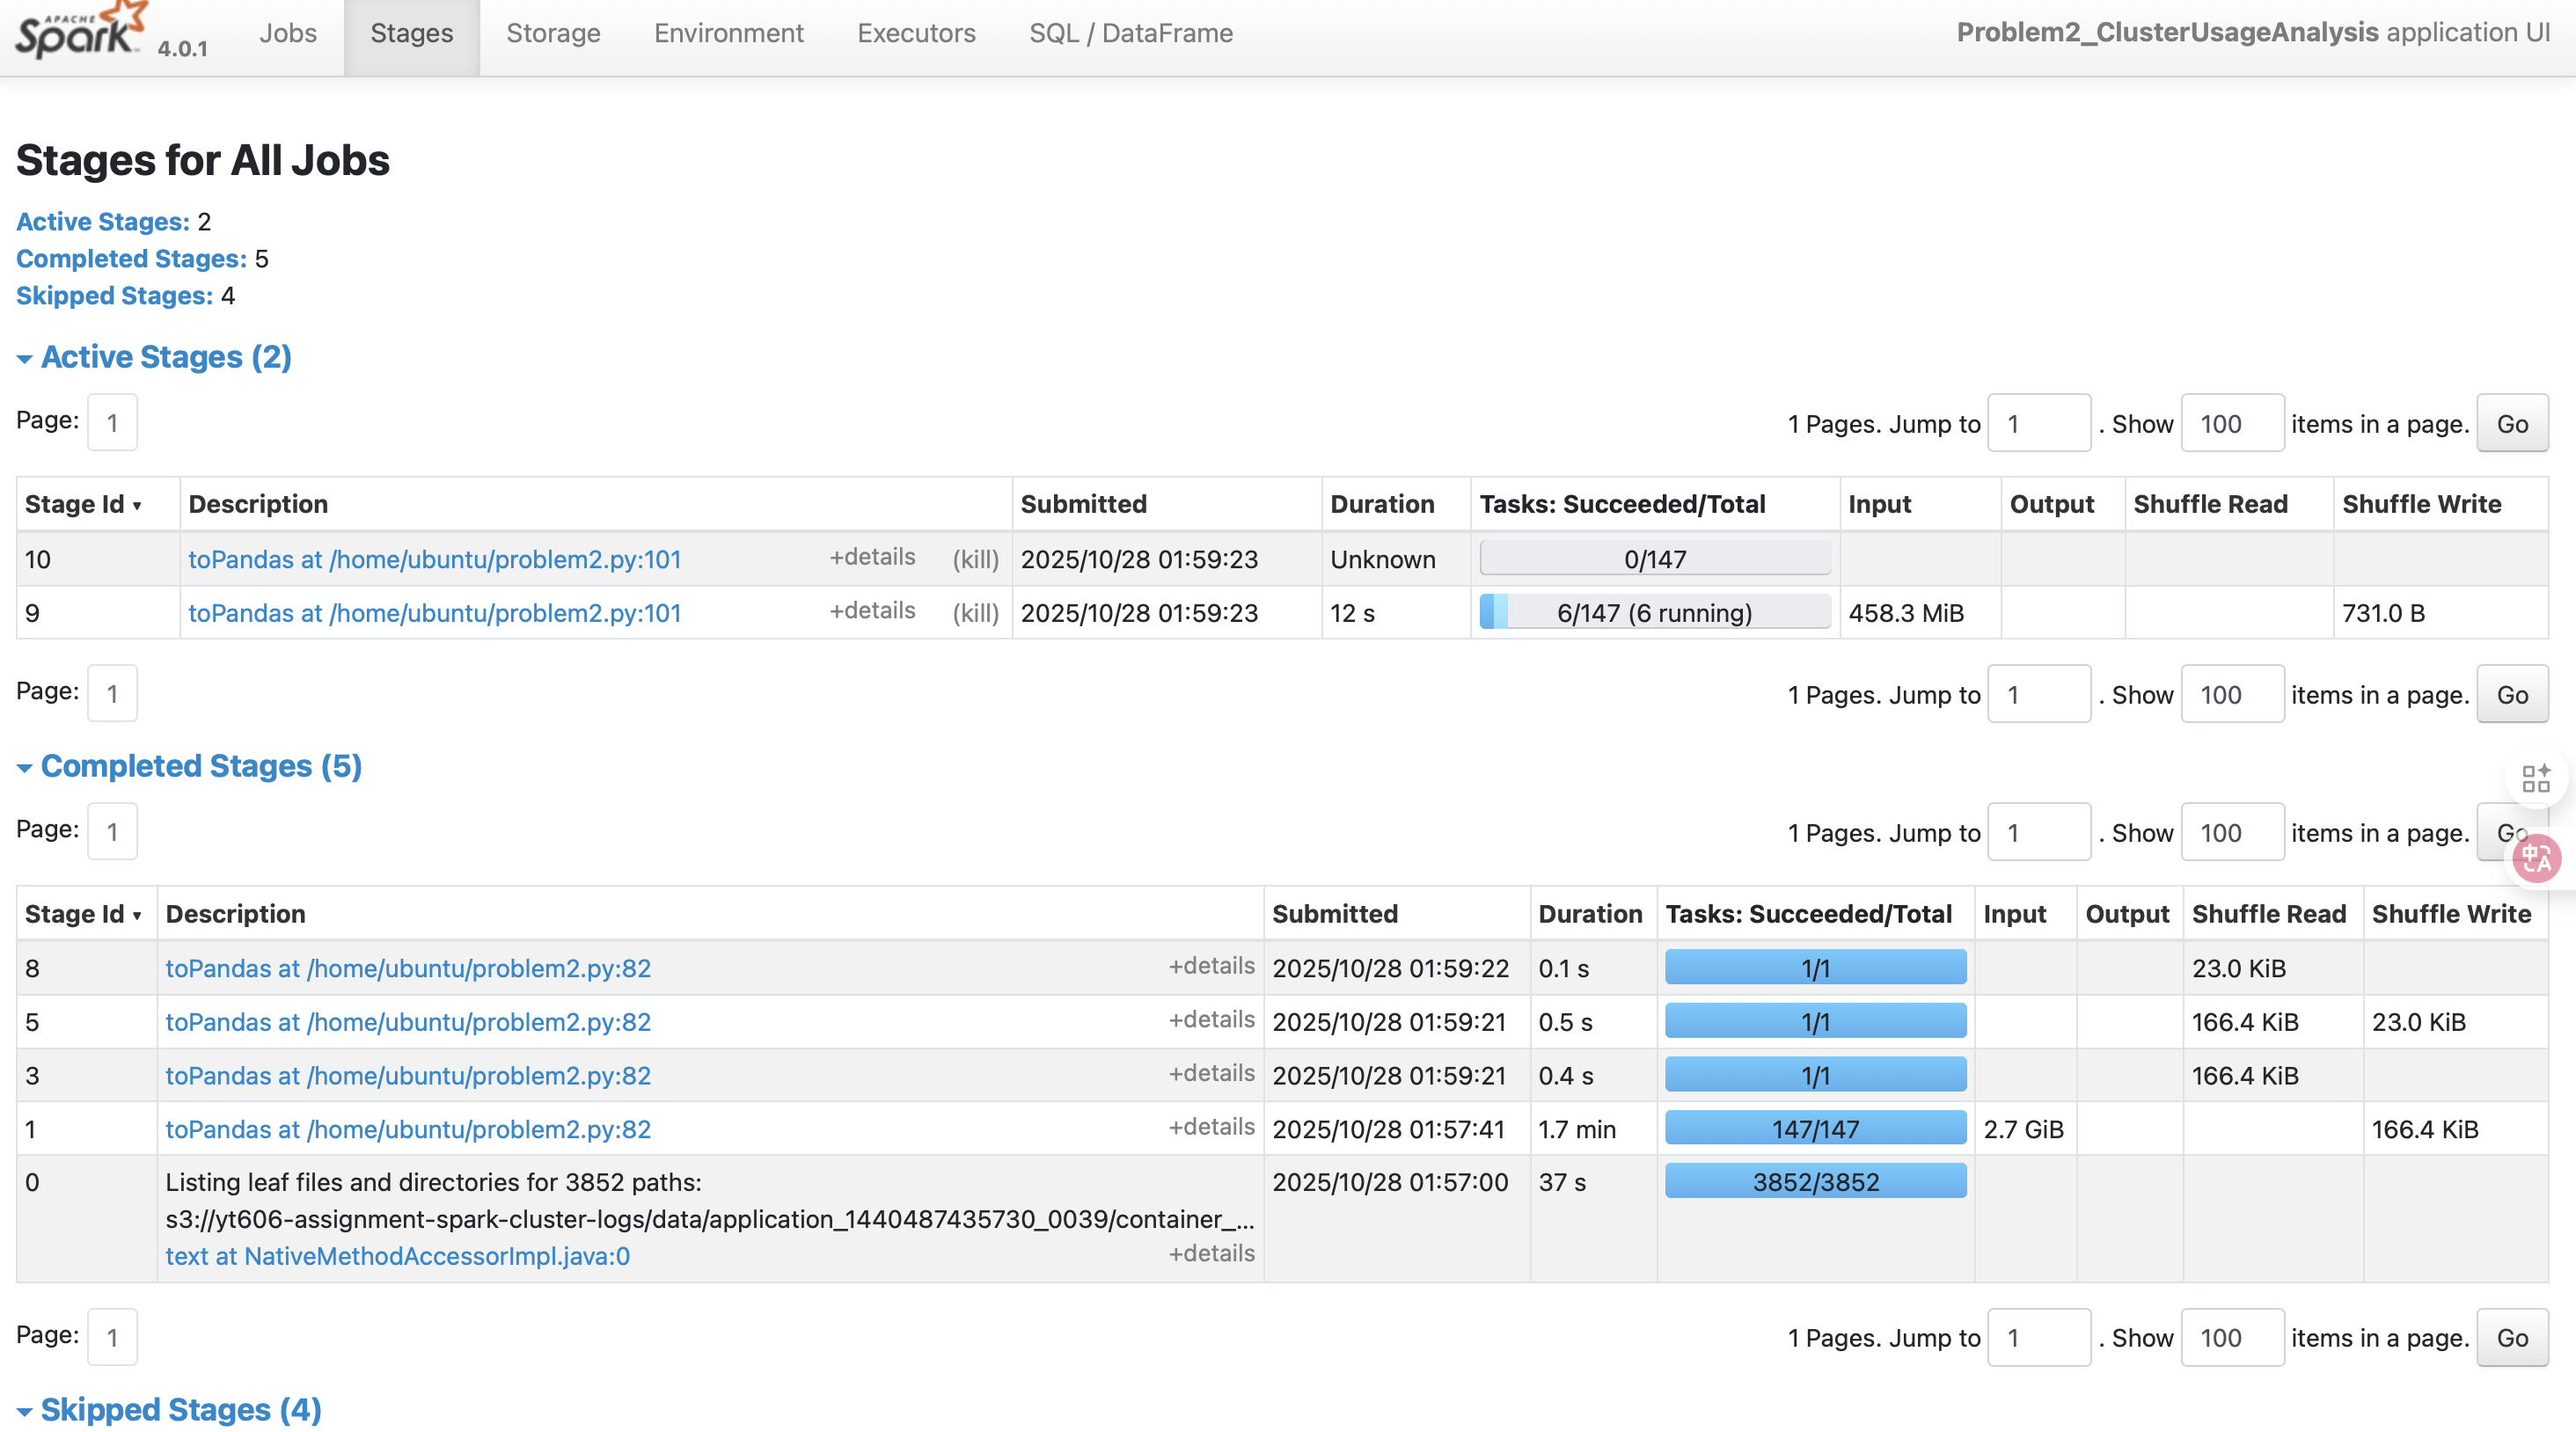 APACHE
Spark 4.0.1 Jobs Stages Storage Environment Executors SQL / DataFrame Problem2_ClusterUsageAnalysis application UI
Stages for All Jobs
Active Stages: 2
Completed Stages: 5
Skipped Stages: 4
Active Stages (2)
Page: 1 1 Pages. Jump to 1 . Show 100 items in a page. Go
Stage Id ▾ Description Submitted Duration Tasks: Succeeded/Total Input Output Shuffle Read Shuffle Write
10 toPandas at /home/ubuntu/problem2.py:101 +details (kill) 2025/10/28 01:59:23 Unknown 0/147
9 toPandas at /home/ubuntu/problem2.py:101 +details (kill) 2025/10/28 01:59:23 12 s 6/147 (6 running) 458.3 MiB 731.0 B
Page: 1 1 Pages. Jump to 1 . Show 100 items in a page. Go
Completed Stages (5)
Page: 1 1 Pages. Jump to 1 . Show 100 items in a page. Go
中A
Stage Id ▾ Description Submitted Duration Tasks: Succeeded/Total Input Output Shuffle Read Shuffle Write
8 toPandas at /home/ubuntu/problem2.py:82 +details 2025/10/28 01:59:22 0.1 s 1/1 23.0 KiB
5 toPandas at /home/ubuntu/problem2.py:82 +details 2025/10/28 01:59:21 0.5 s 1/1 166.4 KiB 23.0 KiB
3 toPandas at /home/ubuntu/problem2.py:82 +details 2025/10/28 01:59:21 0.4 s 1/1 166.4 KiB
1 toPandas at /home/ubuntu/problem2.py:82 +details 2025/10/28 01:57:41 1.7 min 147/147 2.7 GiB 166.4 KiB
0 Listing leaf files and directories for 3852 paths: 2025/10/28 01:57:00 37 s 3852/3852
s3://yt606-assignment-spark-cluster-logs/data/application_1440487435730_0039/container_...
text at NativeMethodAccessorImpl.java:0 +details
Page: 1 1 Pages. Jump to 1 . Show 100 items in a page. Go
Skipped Stages (4)